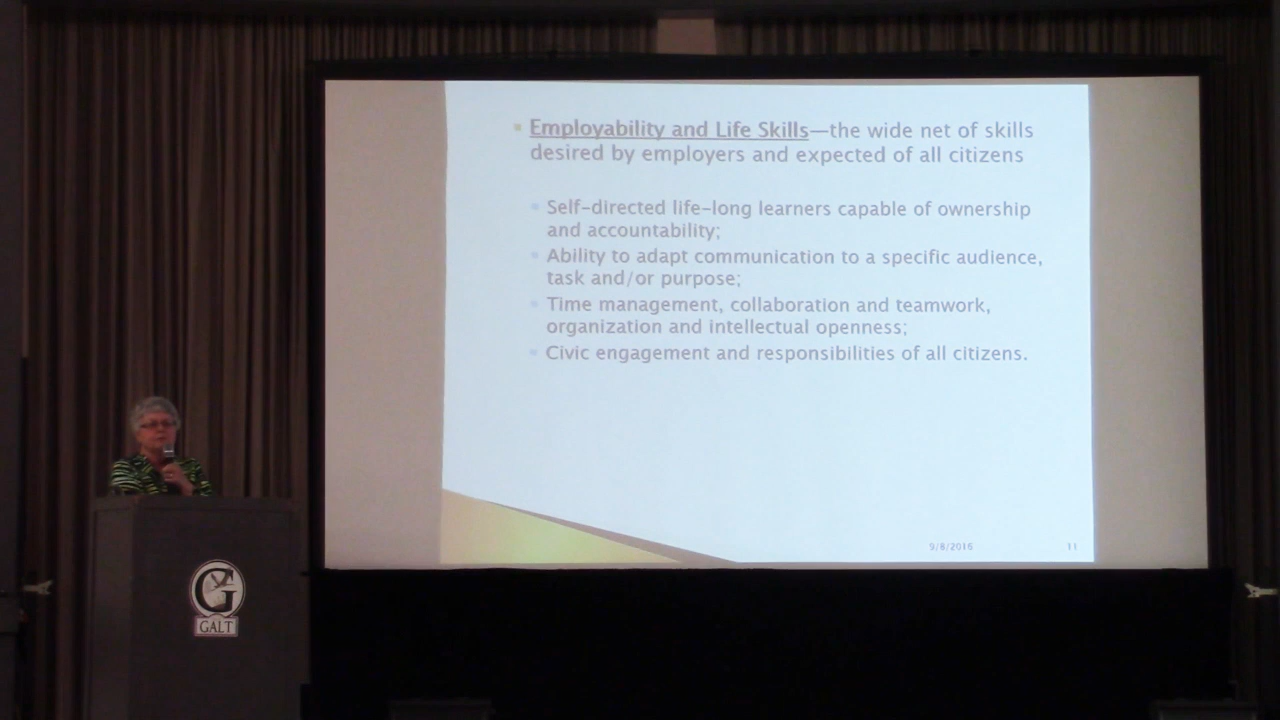 Employability and Life Skills—the wide net of skills
desired by employers and expected of all citizens
Self-directed life-long learners capable of ownership
and accountability;
Ability to adapt communication to a specific audience,
task and/or purpose;
Time management, collaboration and teamwork,
organization and intellectual openness;
Civic engagement and responsibilities of all citizens.
9/8/2016
11
G
GALT